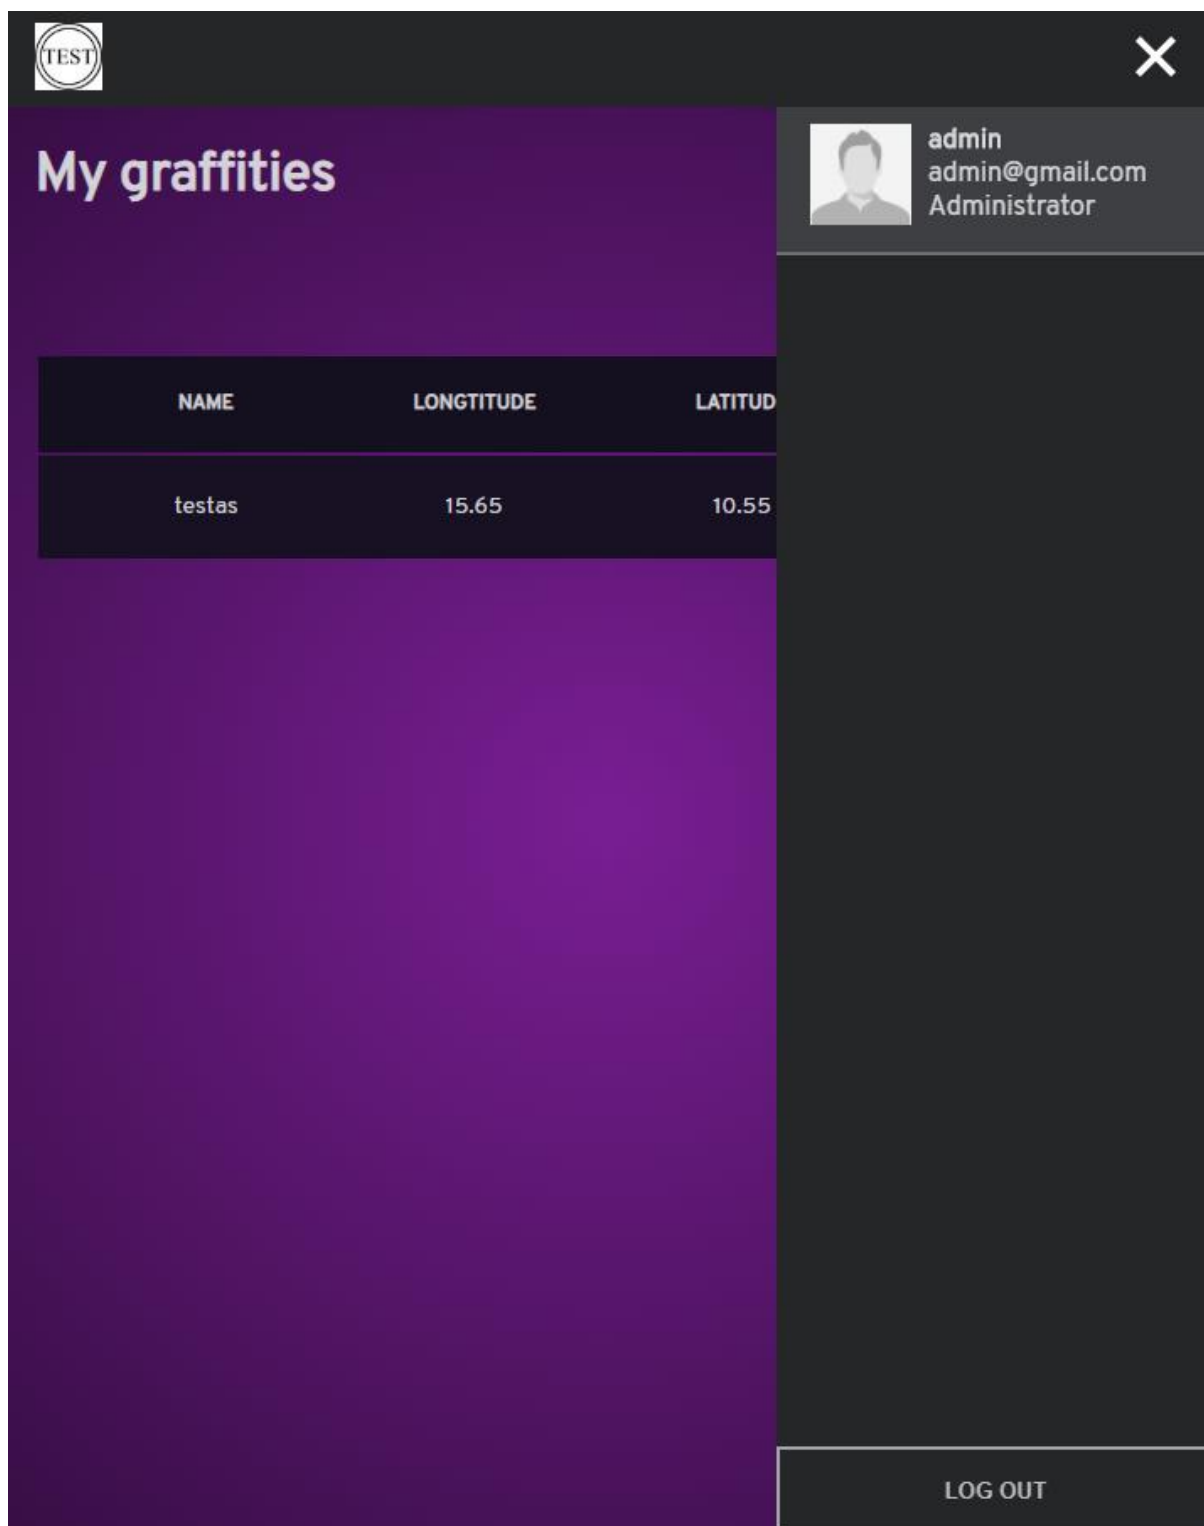 TEST
My graffities
admin
admin@gmail.com
Administrator
NAME LONGTITUDE LATITUD
testas 15.65 10.55
LOG OUT